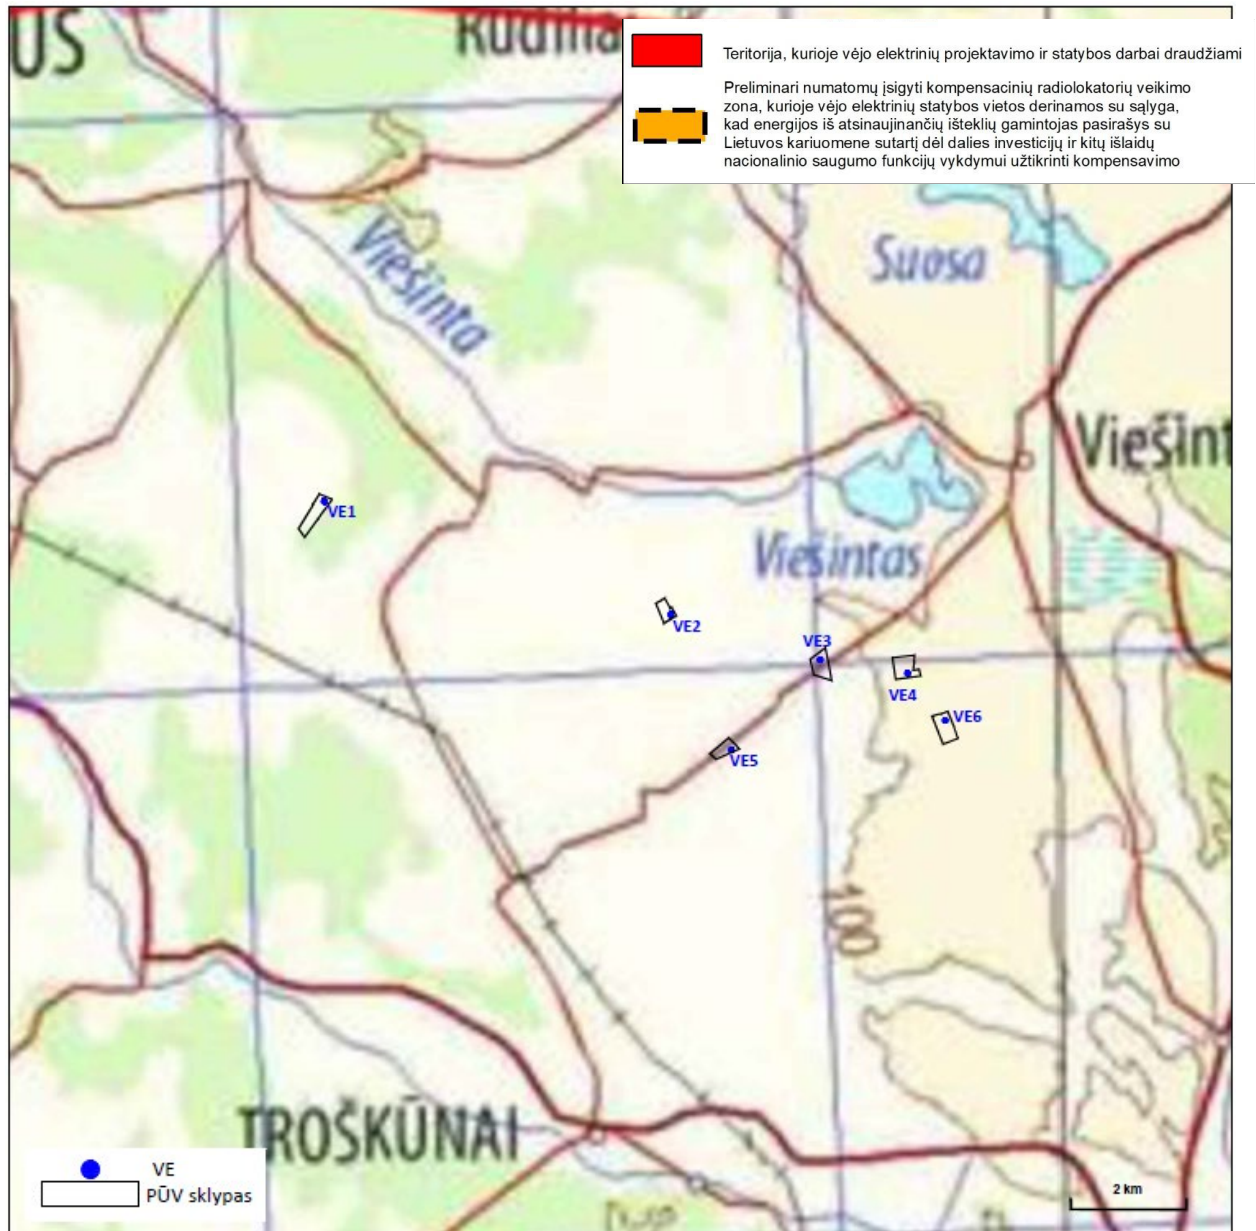 US
Teritorija, kurioje vėjo elektrinių projektavimo ir statybos darbai draudžiami
Preliminari numatomų įsigyti kompensacinių radiolokatorių veikimo
zona, kurioje vėjo elektrinių statybos vietos derinamos su sąlyga,
kad energijos iš atsinaujinančių išteklių gamintojas pasirašys su
Lietuvos kariuomene sutartį dėl dalies investicijų ir kitų išlaidų
nacionalinio saugumo funkcijų vykdymui užtikrinti kompensavimo
Viešinta
Suosa
Viešint
VE1
Viešintas
VE2
VE3
VE4
VE6
VE5
100
TROŠKŪNAI
VE
PŪV sklypas
2 km